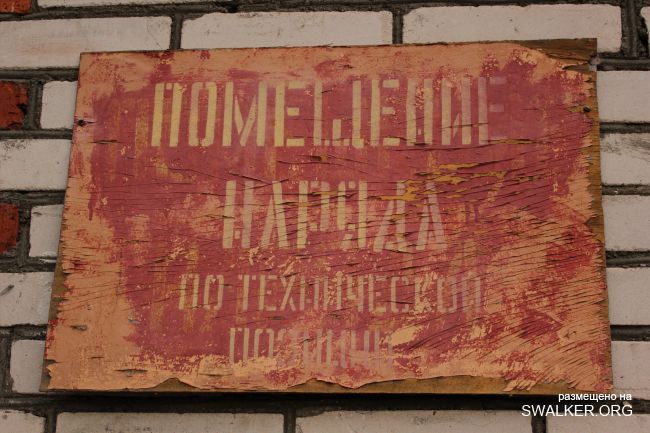 ПОМЕЩЕНИЕ
НАРЯДА
ПО ТЕХНИЧЕСКОЙ
ПОЗИЦИИ
размещено на
SWALKER.ORG